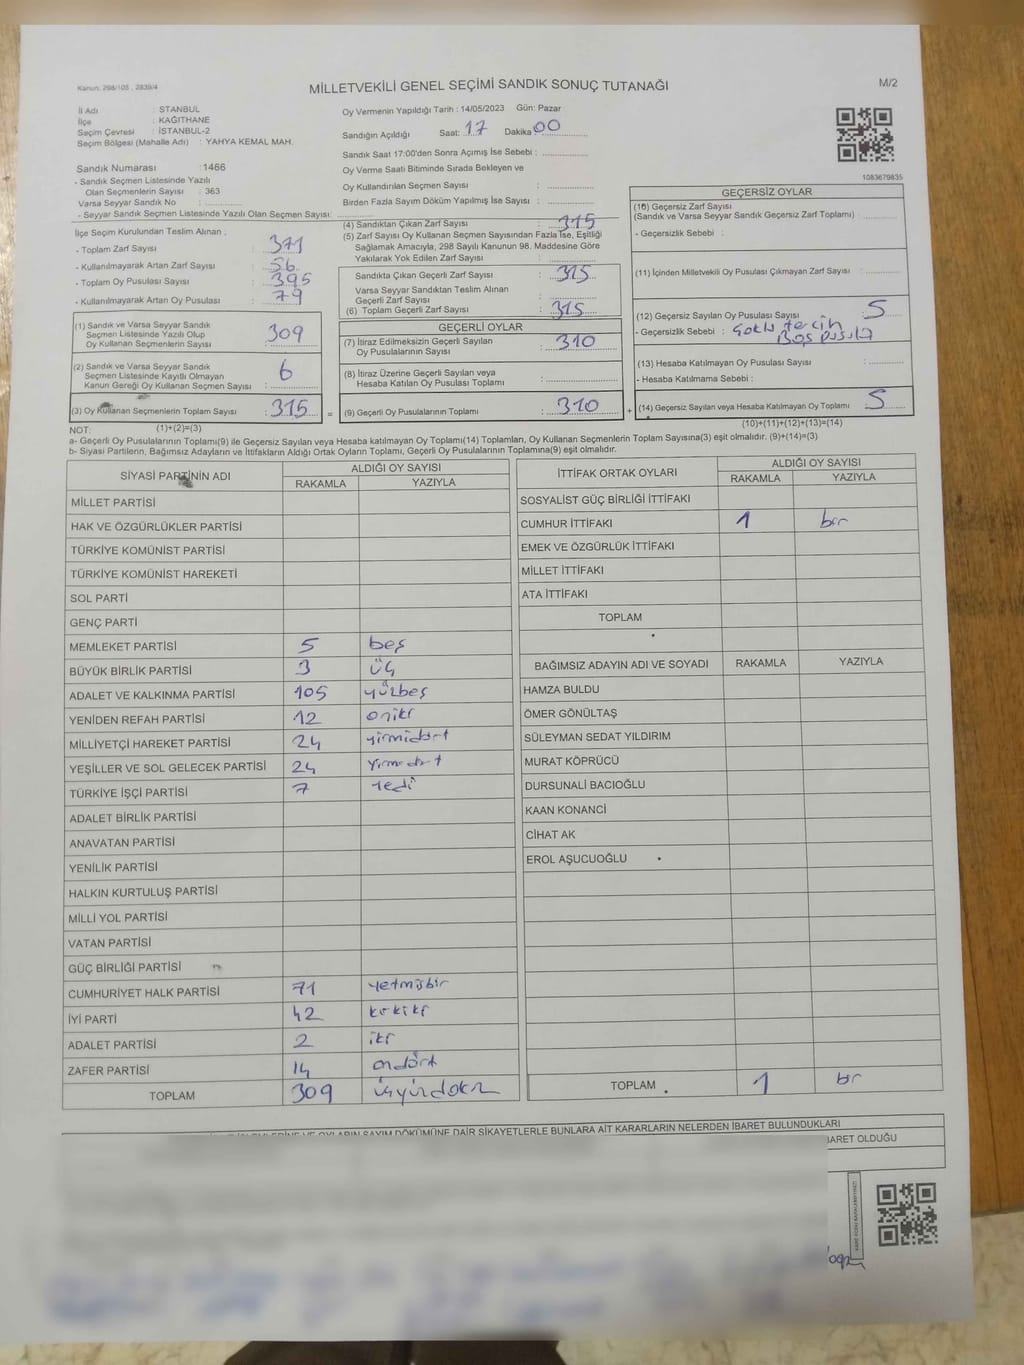 Kanun: 298/105 , 2839/4
MİLLETVEKİLİ GENEL SEÇİMİ SANDIK SONUÇ TUTANAĞI
M/2
İl Adı : STANBUL
İlçe : KAĞITHANE
Seçim Çevresi : İSTANBUL-2
Seçim Bölgesi (Mahalle Adı) : YAHYA KEMAL MAH.
Sandık Numarası : 1466
- Sandık Seçmen Listesinde Yazılı
Olan Seçmenlerin Sayısı : 363
Varsa Seyyar Sandık No :
- Seyyar Sandık Seçmen Listesinde Yazılı Olan Seçmen Sayısı:
İlçe Seçim Kurulundan Teslim Alınan :
- Toplam Zarf Sayısı : 371
- Kullanılmayarak Artan Zarf Sayısı : 56
- Toplam Oy Pusulası Sayısı : 395
- Kullanılmayarak Artan Oy Pusulası : 79
(1) Sandık ve Varsa Seyyar Sandık
Seçmen Listesinde Yazılı Olup
Oy Kullanan Seçmenlerin Sayısı : 309
(2) Sandık ve Varsa Seyyar Sandık
Seçmen Listesinde Kayıtlı Olmayan
Kanun Gereği Oy Kullanan Seçmen Sayısı : 6
(3) Oy Kullanan Seçmenlerin Toplam Sayısı : 315 =
Oy Vermenin Yapıldığı Tarih : 14/05/2023 Gün: Pazar
Sandığın Açıldığı Saat: 17 Dakika 00
Sandık Saat 17:00'den Sonra Açımış İse Sebebi :
Oy Verme Saati Bitiminde Sırada Bekleyen ve
Oy Kullandırılan Seçmen Sayısı :
Birden Fazla Sayım Döküm Yapılmış İse Sayısı :
(4) Sandıktan Çıkan Zarf Sayısı : 315
(5) Zarf Sayısı Oy Kullanan Seçmen Sayısından Fazla İse, Eşitliği
Sağlamak Amacıyla, 298 Sayılı Kanunun 98. Maddesine Göre
Yakılarak Yok Edilen Zarf Sayısı :
Sandıkta Çıkan Geçerli Zarf Sayısı : 315
Varsa Seyyar Sandıktan Teslim Alınan
Geçerli Zarf Sayısı :
(6) Toplam Geçerli Zarf Sayısı : 315
GEÇERLİ OYLAR
(7) İtiraz Edilmeksizin Geçerli Sayılan
Oy Pusulalarının Sayısı : 310
(8) İtiraz Üzerine Geçerli Sayılan veya
Hesaba Katılan Oy Pusulası Toplamı :
(9) Geçerli Oy Pusulalarının Toplamı : 310 +
1083679835
GEÇERSİZ OYLAR
(10) Geçersiz Zarf Sayısı
(Sandık ve Varsa Seyyar Sandık Geçersiz Zarf Toplamı) :
- Geçersizlik Sebebi :
(11) İçinden Milletvekili Oy Pusulası Çıkmayan Zarf Sayısı :
(12) Geçersiz Sayılan Oy Pusulası Sayısı : 5
- Geçersizlik Sebebi : Çoklu tercih
Boş pusula
(13) Hesaba Katılmayan Oy Pusulası Sayısı :
- Hesaba Katılmama Sebebi :
(14) Geçersiz Sayılan veya Hesaba Katılmayan Oy Toplamı : 5
(10)+(11)+(12)+(13)=(14)
NOT: (1)+(2)=(3)
a- Geçerli Oy Pusulalarının Toplamı(9) ile Geçersiz Sayılan veya Hesaba katılmayan Oy Toplamı(14) Toplamları, Oy Kullanan Seçmenlerin Toplam Sayısına(3) eşit olmalıdır. (9)+(14)=(3)
b- Siyasi Partilerin, Bağımsız Adayların ve İttifakların Aldığı Ortak Oyların Toplamı, Geçerli Oy Pusulalarının Toplamına(9) eşit olmalıdır.
SİYASİ PARTİNİN ADI ALDIĞI OY SAYISI
RAKAMLA YAZIYLA
MİLLET PARTİSİ
HAK VE ÖZGÜRLÜKLER PARTİSİ
TÜRKİYE KOMÜNİST PARTİSİ
TÜRKİYE KOMÜNİST HAREKETİ
SOL PARTİ
GENÇ PARTİ
MEMLEKET PARTİSİ 5 beş
BÜYÜK BİRLİK PARTİSİ 3 üç
ADALET VE KALKINMA PARTİSİ 105 yüzbeş
YENİDEN REFAH PARTİSİ 12 oniki
MİLLİYETÇİ HAREKET PARTİSİ 24 yirmidört
YEŞİLLER VE SOL GELECEK PARTİSİ 24 yirmidört
TÜRKİYE İŞÇİ PARTİSİ 7 Yedi
ADALET BİRLİK PARTİSİ
ANAVATAN PARTİSİ
YENİLİK PARTİSİ
HALKIN KURTULUŞ PARTİSİ
MİLLİ YOL PARTİSİ
VATAN PARTİSİ
GÜÇ BİRLİĞİ PARTİSİ
CUMHURİYET HALK PARTİSİ 71 yetmişbir
İYİ PARTİ 42 kırkiki
ADALET PARTİSİ 2 iki
ZAFER PARTİSİ 14 ondört
TOPLAM 309 üçyüzdokuz
İTTİFAK ORTAK OYLARI ALDIĞI OY SAYISI
RAKAMLA YAZIYLA
SOSYALİST GÜÇ BİRLİĞİ İTTİFAKI
CUMHUR İTTİFAKI 1 bir
EMEK VE ÖZGÜRLÜK İTTİFAKI
MİLLET İTTİFAKI
ATA İTTİFAKI
TOPLAM
BAĞIMSIZ ADAYIN ADI VE SOYADI RAKAMLA YAZIYLA
HAMZA BULDU
ÖMER GÖNÜLTAŞ
SÜLEYMAN SEDAT YILDIRIM
MURAT KÖPRÜCÜ
DURSUNALİ BACIOĞLU
KAAN KONANCİ
CİHAT AK
EROL AŞUCUOĞLU
TOPLAM 1 bir
OYLARIN SAYIM DÖKÜMÜNE DAİR ŞİKAYETLERLE BUNLARA AİT KARARLARIN NELERDEN İBARET BULUNDUKLARI
BARET OLDUĞU